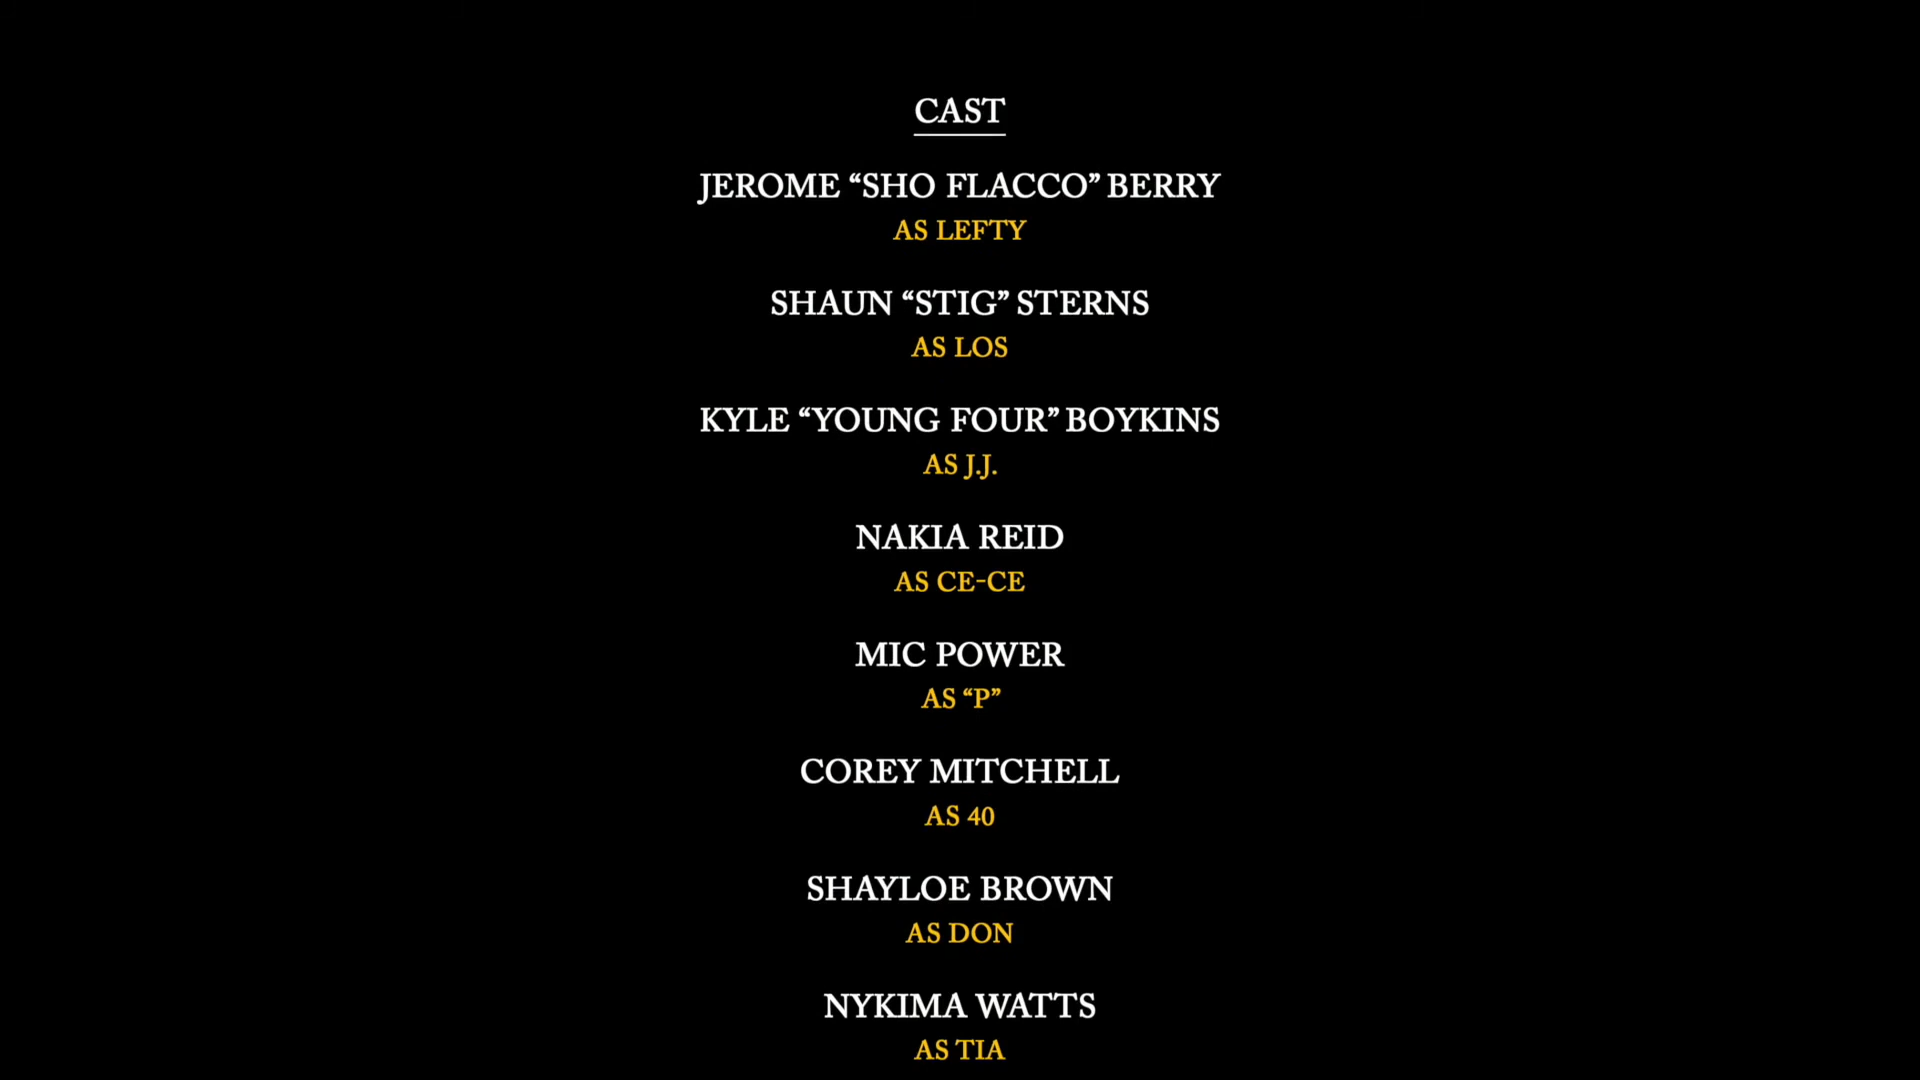 CAST
JEROME “SHO FLACCO” BERRY
AS LEFTY
SHAUN “STIG” STERNS
AS LOS
KYLE “YOUNG FOUR” BOYKINS
AS J.J.
NAKIA REID
AS CE-CE
MIC POWER
AS “P”
COREY MITCHELL
AS 40
SHAYLOE BROWN
AS DON
NYKIMA WATTS
AS TIA